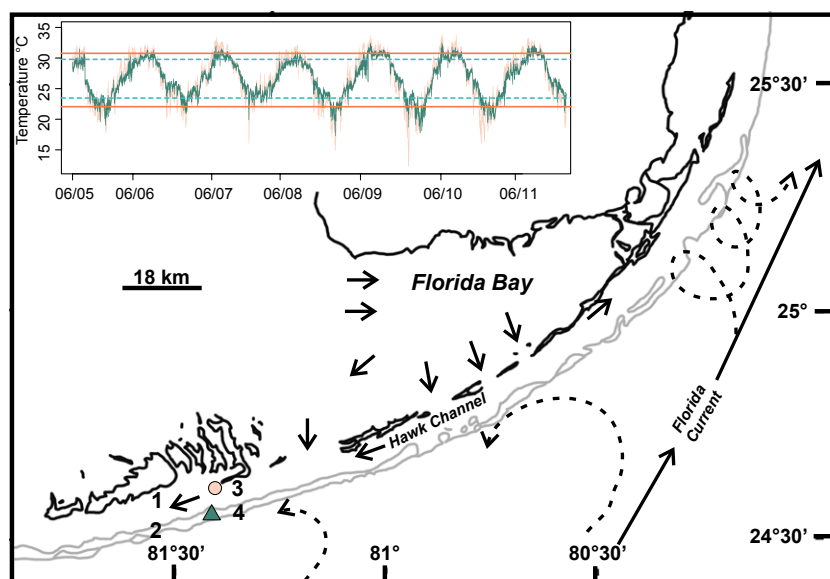 Temperature °C
35
30
25
20
15
06/05 06/06 06/07 06/08 06/09 06/10 06/11
25°30’
18 km
Florida Bay
25°
Florida
Current
Hawk Channel
1 3
2 4
24°30’
81°30’ 81° 80°30’